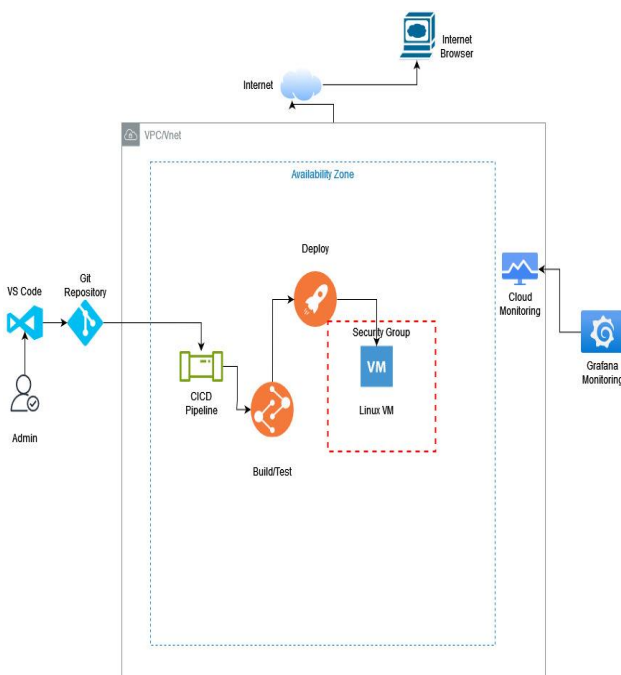 Internet
Browser
Internet
VPC/Vnet
Availability Zone
Deploy
VS Code
Git
Repository
Cloud
Monitoring
Security Group
VM
Linux VM
CICD
Pipeline
Grafana
Monitoring
Admin
Build/Test